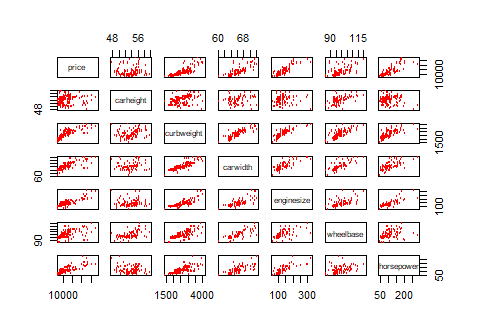 48 56 60 68 90 115
price 10000
48 carheight
curbweight 1500
60 carwidth
enginesize 100
90 wheelbase
horsepower 50
10000 1500 4000 100 300 50 200